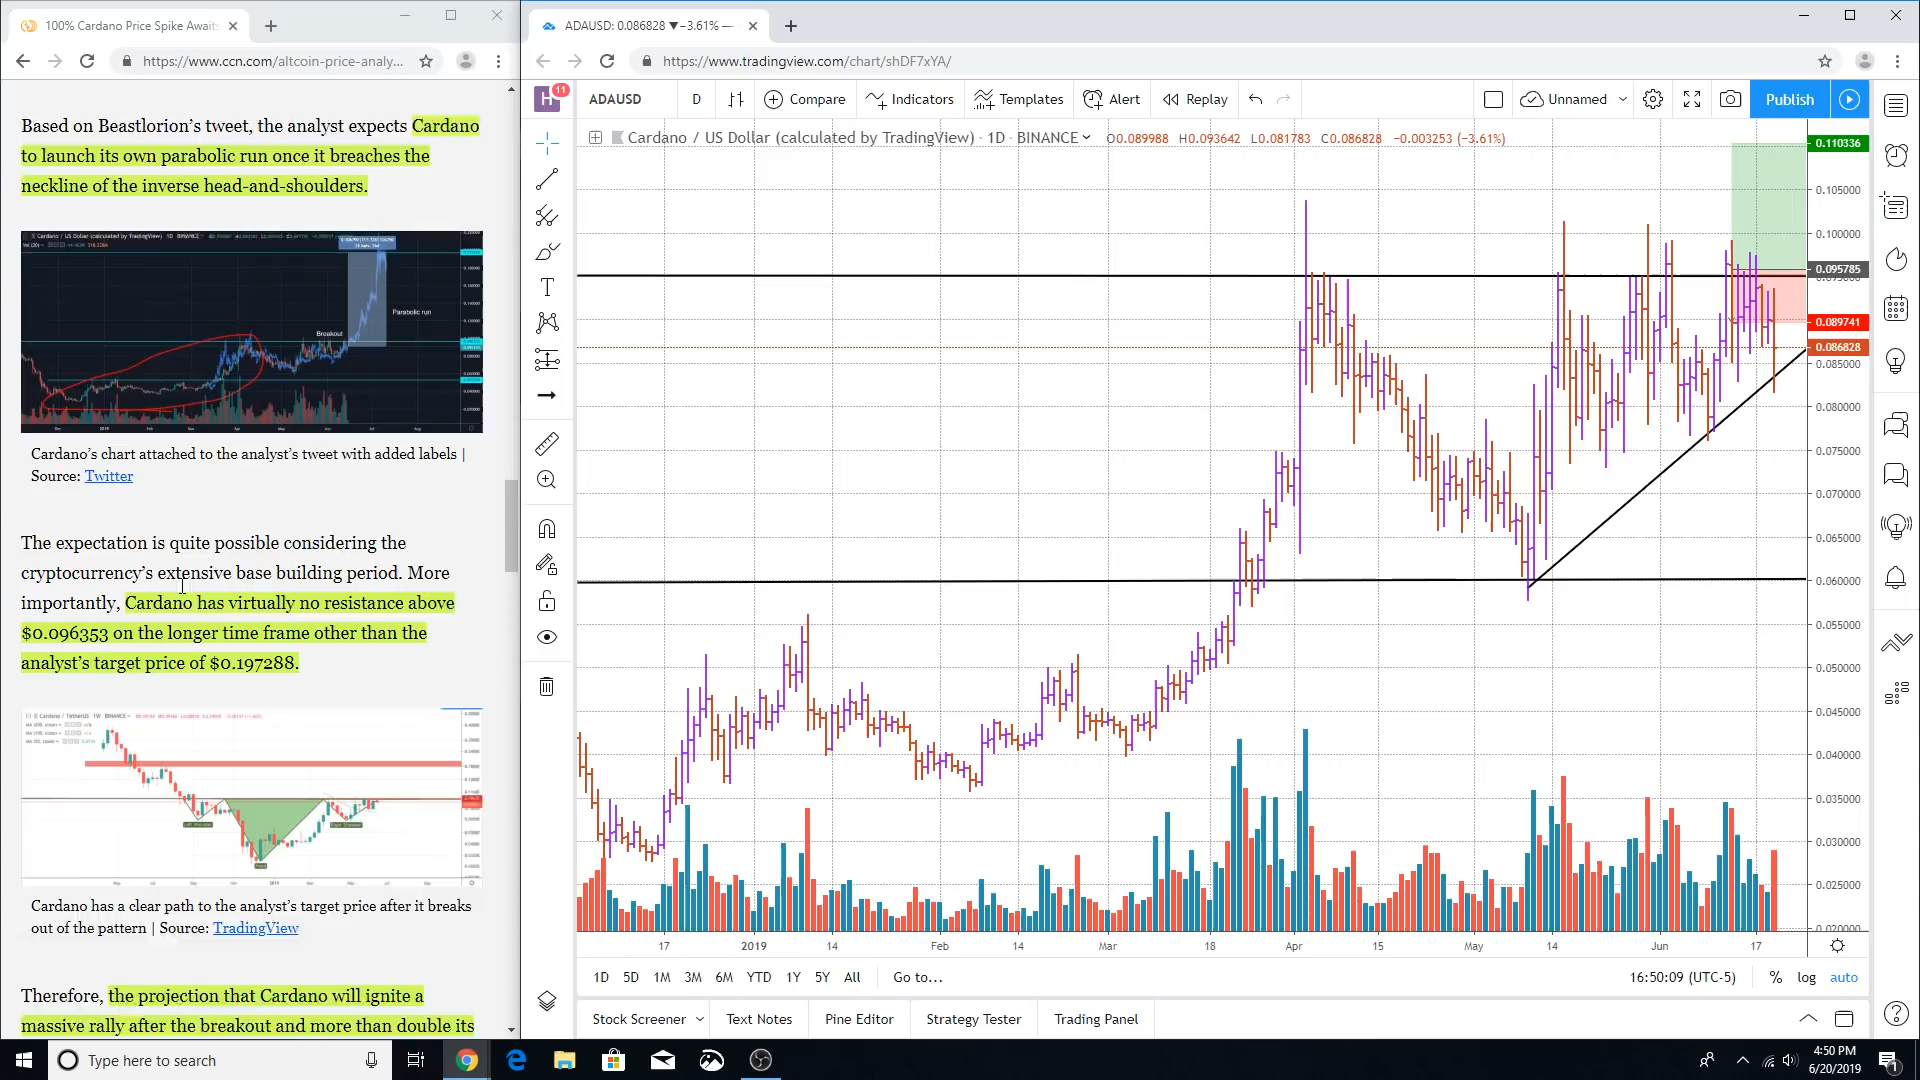 100% Cardano Price Spike Awaits
https://www.ccn.com/altcoin-price-analy...
Based on Beastlorion’s tweet, the analyst expects Cardano
to launch its own parabolic run once it breaches the
neckline of the inverse head-and-shoulders.
Breakout
Parabolic run
Cardano’s chart attached to the analyst’s tweet with added labels |
Source: Twitter
The expectation is quite possible considering the
cryptocurrency’s extensive base building period. More
importantly, Cardano has virtually no resistance above
$0.096353 on the longer time frame other than the
analyst’s target price of $0.197288.
Cardano has a clear path to the analyst’s target price after it breaks
out of the pattern | Source: TradingView
Therefore, the projection that Cardano will ignite a
massive rally after the breakout and more than double its
ADAUSD: 0.086828 ▼−3.61% —
https://www.tradingview.com/chart/shDF7xYA/
H 11
ADAUSD D Compare Indicators Templates Alert Replay Unnamed Publish
Cardano / US Dollar (calculated by TradingView) · 1D · BINANCE O0.089988 H0.093642 L0.081783 C0.086828 -0.003253 (-3.61%)
0.110336
0.105000
0.100000
0.095785
0.089741
0.086828
0.085000
0.080000
0.075000
0.070000
0.065000
0.060000
0.055000
0.050000
0.045000
0.040000
0.035000
0.030000
0.025000
0.020000
17 2019 14 Feb 14 Mar 18 Apr 15 May 14 Jun 17
1D 5D 1M 3M 6M YTD 1Y 5Y All Go to... 16:50:09 (UTC-5) % log auto
Stock Screener Text Notes Pine Editor Strategy Tester Trading Panel
Type here to search
4:50 PM
6/20/2019
1